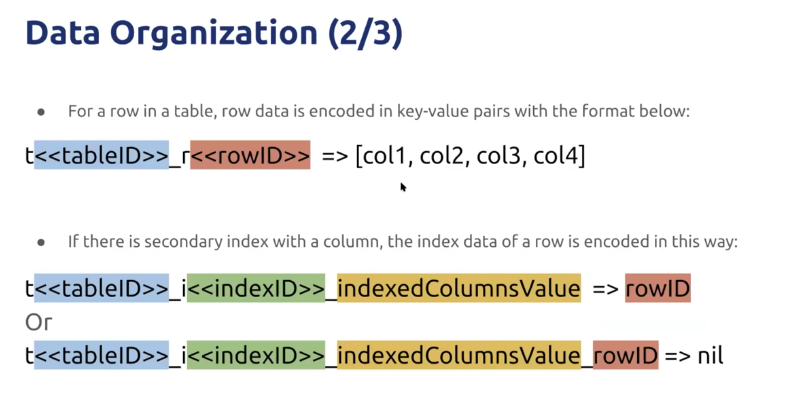 Data Organization (2/3)
● For a row in a table, row data is encoded in key-value pairs with the format below:
t<<tableID>>_r<<rowID>> => [col1, col2, col3, col4]
● If there is secondary index with a column, the index data of a row is encoded in this way:
t<<tableID>>_i<<indexID>>_indexedColumnsValue => rowID
Or
t<<tableID>>_i<<indexID>>_indexedColumnsValue_rowID => nil